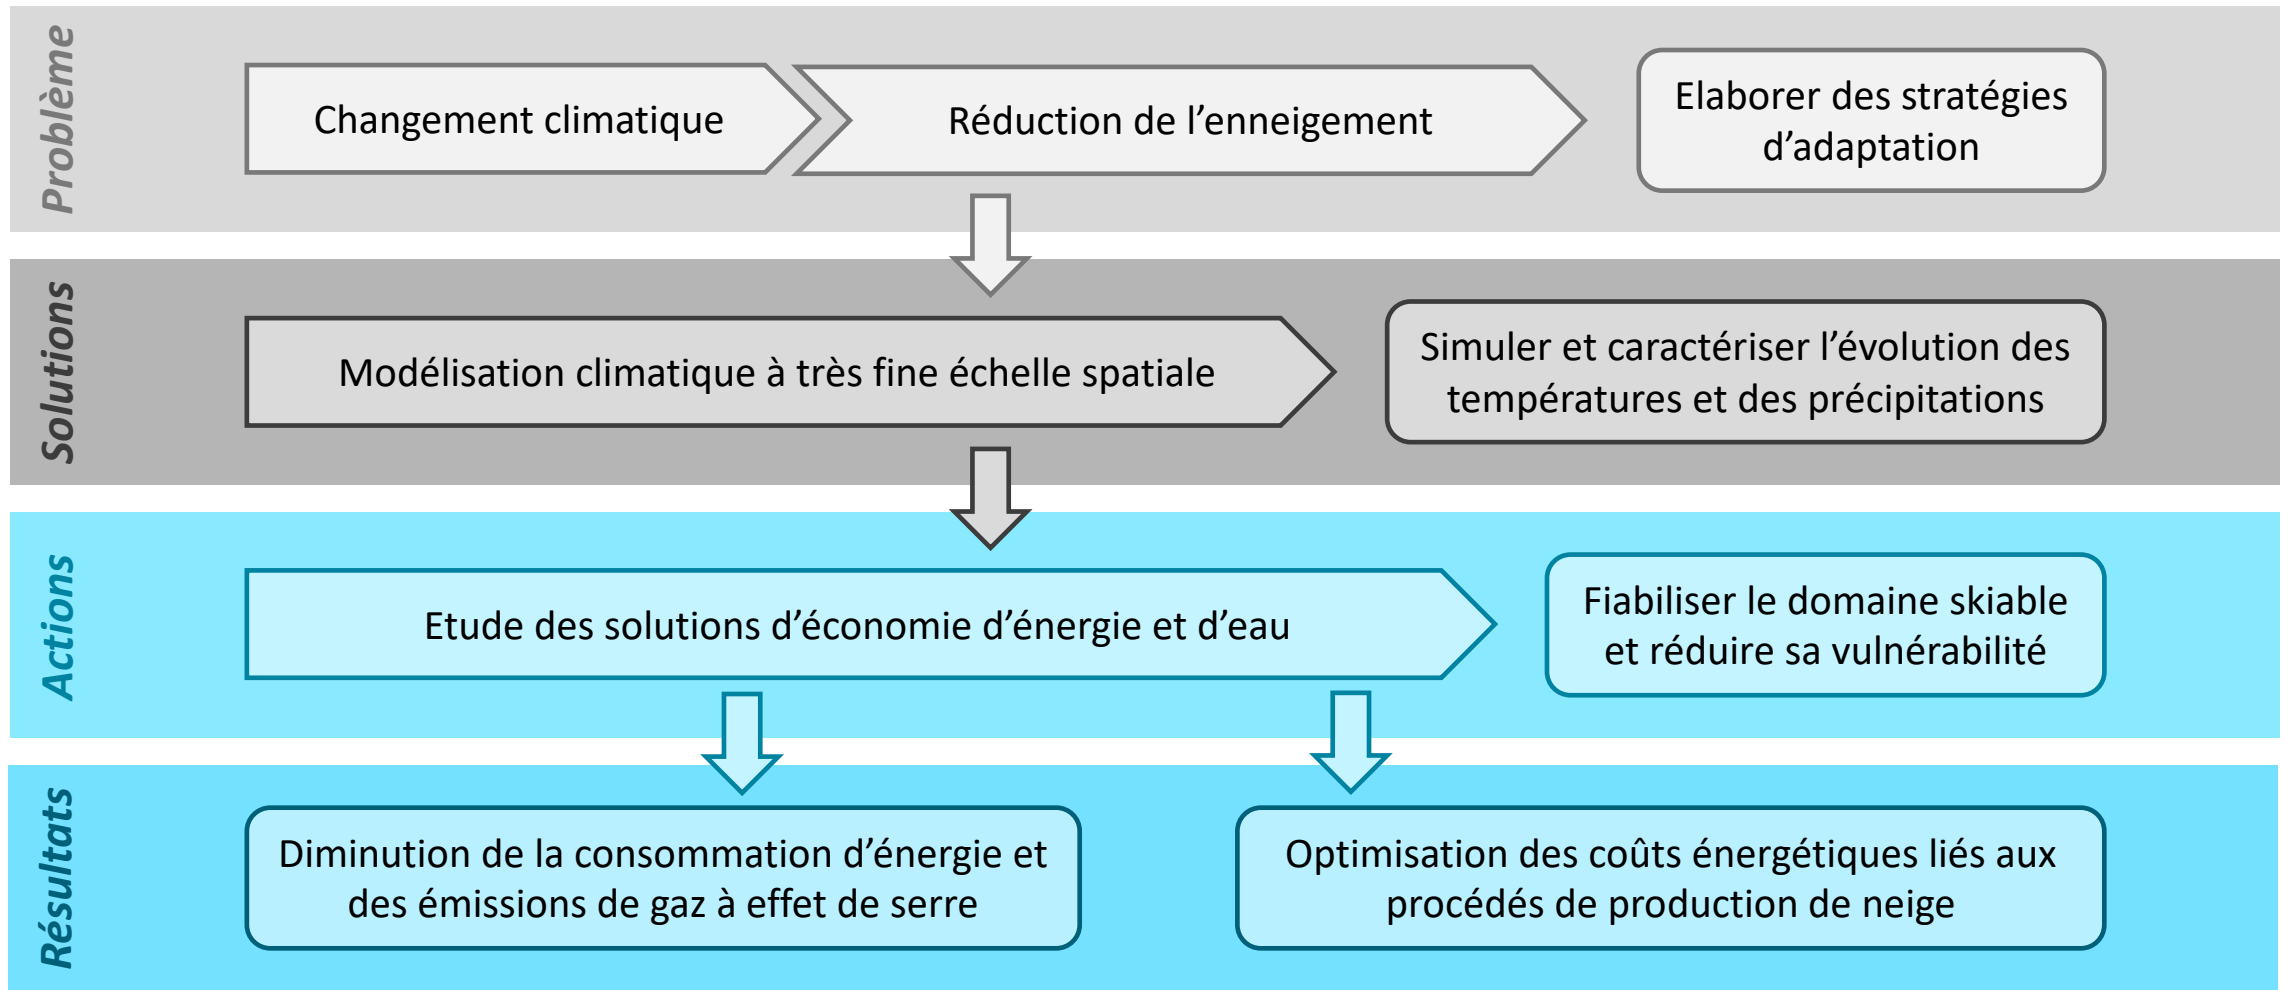 Problème
Changement climatique
Réduction de l’enneigement
Elaborer des stratégies
d’adaptation
Solutions
Modélisation climatique à très fine échelle spatiale
Simuler et caractériser l’évolution des
températures et des précipitations
Actions
Etude des solutions d’économie d’énergie et d’eau
Fiabiliser le domaine skiable
et réduire sa vulnérabilité
Résultats
Diminution de la consommation d’énergie et
des émissions de gaz à effet de serre
Optimisation des coûts énergétiques liés aux
procédés de production de neige